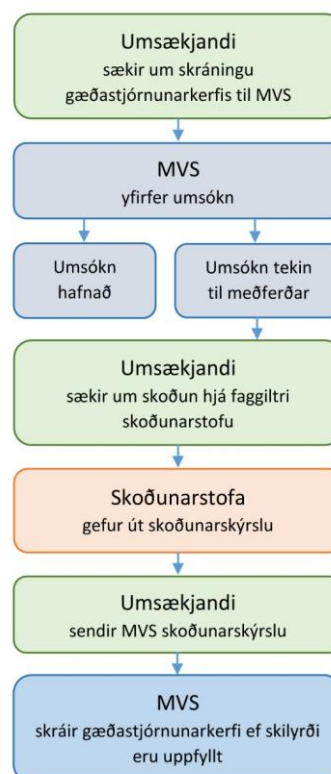 Umsækjandi
sækir um skráningu
gæðastjórnunarkerfis til MVS
MVS
yfirfer umsókn
Umsókn
hafnað
Umsókn tekin
til meðferðar
Umsækjandi
sækir um skoðun hjá faggiltri
skoðunarstofu
Skoðunarstofa
gefur út skoðunarskýrslu
Umsækjandi
sendir MVS skoðunarskýrslu
MVS
skráir gæðastjórnunarkerfi ef skilyrði
eru uppfyllt